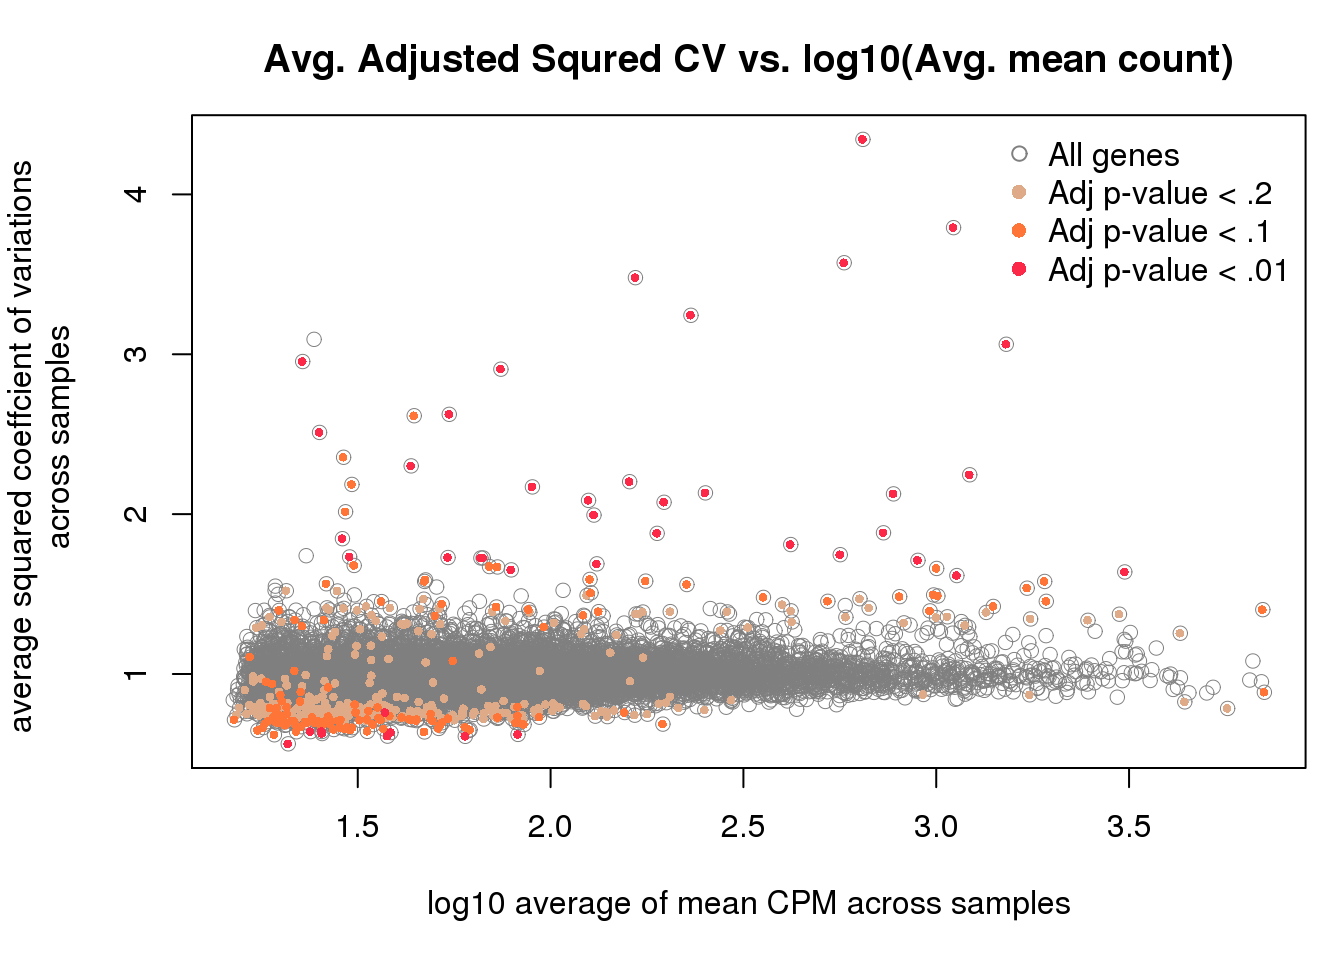 Avg. Adjusted Squred CV vs. log10(Avg. mean count)
average squared coeffcient of variations
across samples
4
3
2
1
All genes
Adj p-value < .2
Adj p-value < .1
Adj p-value < .01
1.5
2.0
2.5
3.0
3.5
log10 average of mean CPM across samples